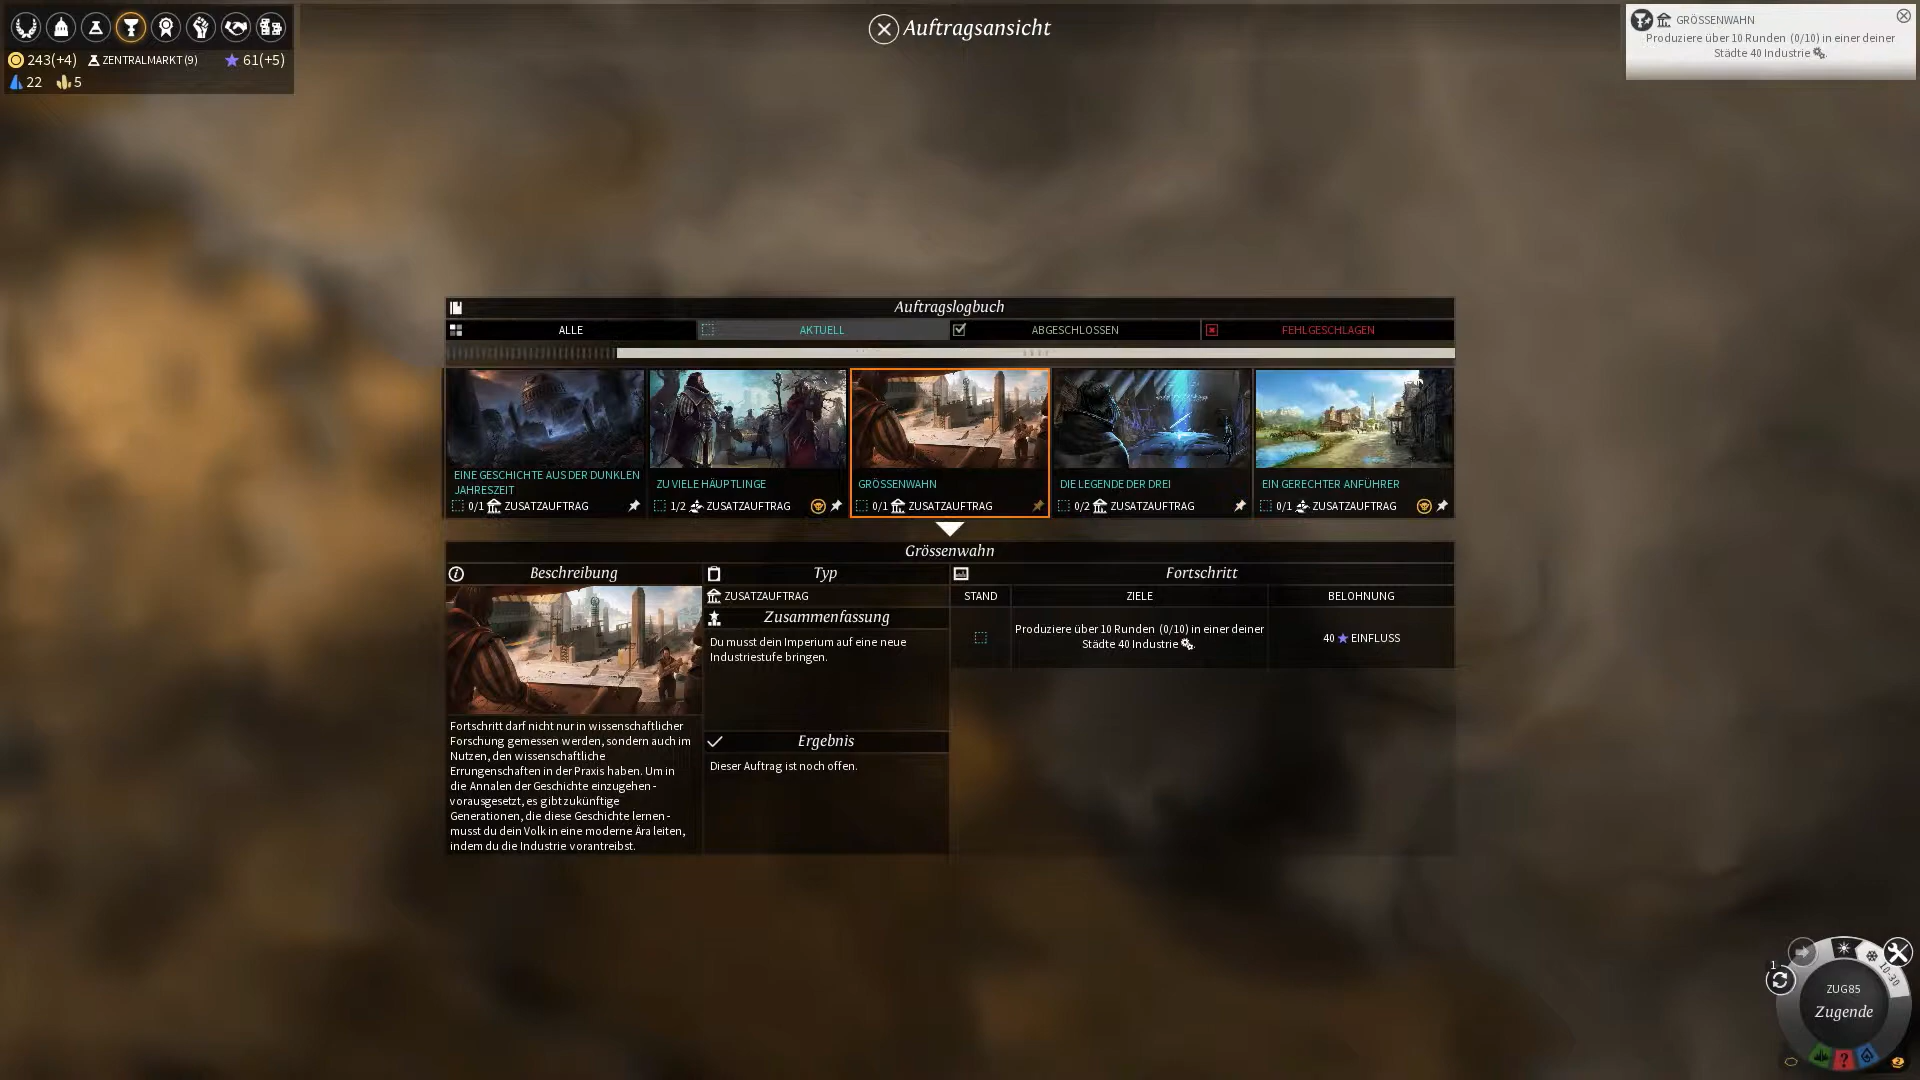 Auftragsansicht
243(+4) ZENTRALMARKT (9) 61(+5)
22 5
GRÖSSENWAHN
Produziere über 10 Runden (0/10) in einer deiner
Städte 40 Industrie
Auftragslogbuch
ALLE AKTUELL ABGESCHLOSSEN FEHLGESCHLAGEN
EINE GESCHICHTE AUS DER DUNKLEN
JAHRESZEIT
0/1 ZUSATZAUFTRAG
ZU VIELE HÄUPTLINGE
1/2 ZUSATZAUFTRAG
GRÖSSENWAHN
0/1 ZUSATZAUFTRAG
DIE LEGENDE DER DREI
0/2 ZUSATZAUFTRAG
EIN GERECHTER ANFÜHRER
0/1 ZUSATZAUFTRAG
Grössenwahn
Beschreibung
Fortschritt darf nicht nur in wissenschaftlicher
Forschung gemessen werden, sondern auch im
Nutzen, den wissenschaftliche
Errungenschaften in der Praxis haben. Um in
die Annalen der Geschichte einzugehen -
vorausgesetzt, es gibt zukünftige
Generationen, die diese Geschichte lernen -
musst du dein Volk in eine moderne Ära leiten,
indem du die Industrie vorantreibst.
Typ
ZUSATZAUFTRAG
Zusammenfassung
Du musst dein Imperium auf eine neue
Industriestufe bringen.
Ergebnis
Dieser Auftrag ist noch offen.
Fortschritt
STAND ZIELE BELOHNUNG
Produziere über 10 Runden (0/10) in einer deiner
Städte 40 Industrie .
40 EINFLUSS
1
10-30
ZUG 85
Zugende
?